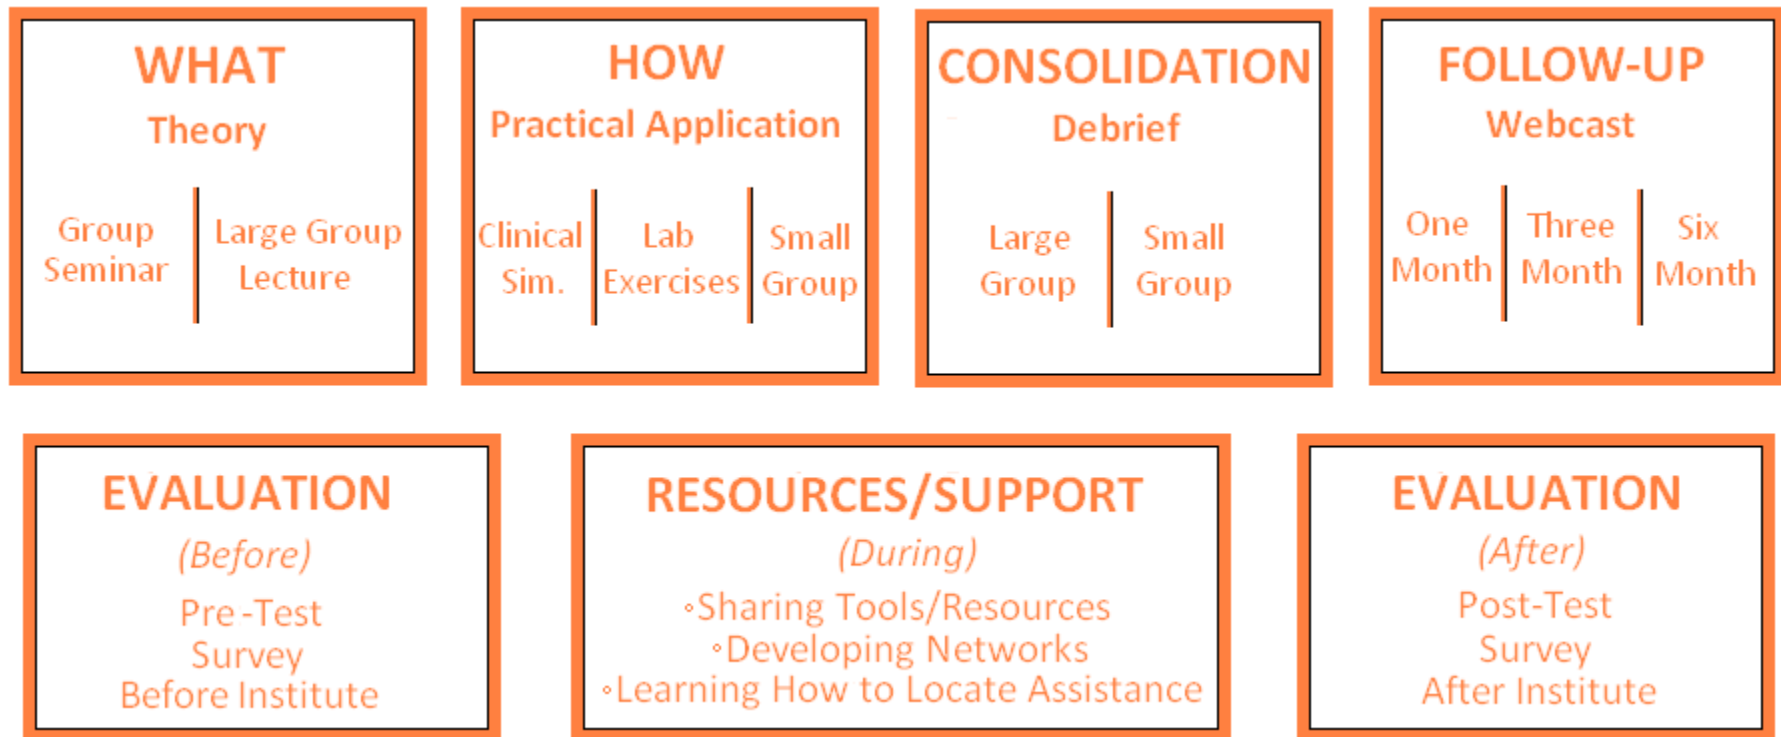 WHAT
Theory
Group
Seminar
Large Group
Lecture
HOW
Practical Application
Clinical
Sim.
Lab
Exercises
Small
Group
CONSOLIDATION
Debrief
Large
Group
Small
Group
FOLLOW-UP
Webcast
One
Month
Three
Month
Six
Month
EVALUATION
(Before)
Pre -Test
Survey
Before Institute
RESOURCES/SUPPORT
(During)
◦Sharing Tools/Resources
◦Developing Networks
◦Learning How to Locate Assistance
EVALUATION
(After)
Post-Test
Survey
After Institute